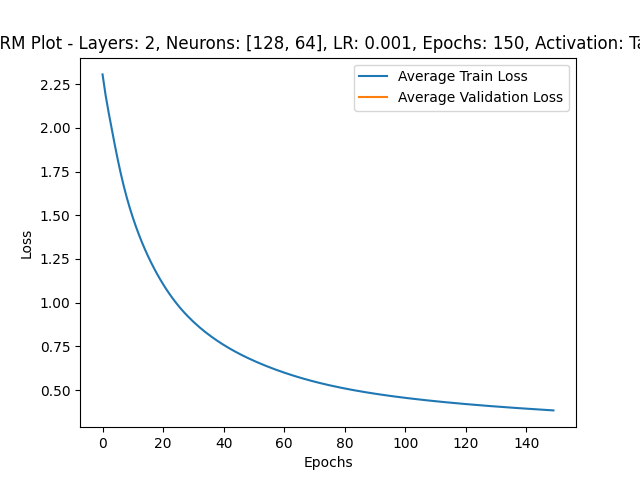 RM Plot - Layers: 2, Neurons: [128, 64], LR: 0.001, Epochs: 150, Activation: Ta
Average Train Loss
Average Validation Loss
2.25
2.00
1.75
1.50
1.25
1.00
0.75
0.50
Loss
0 20 40 60 80 100 120 140
Epochs